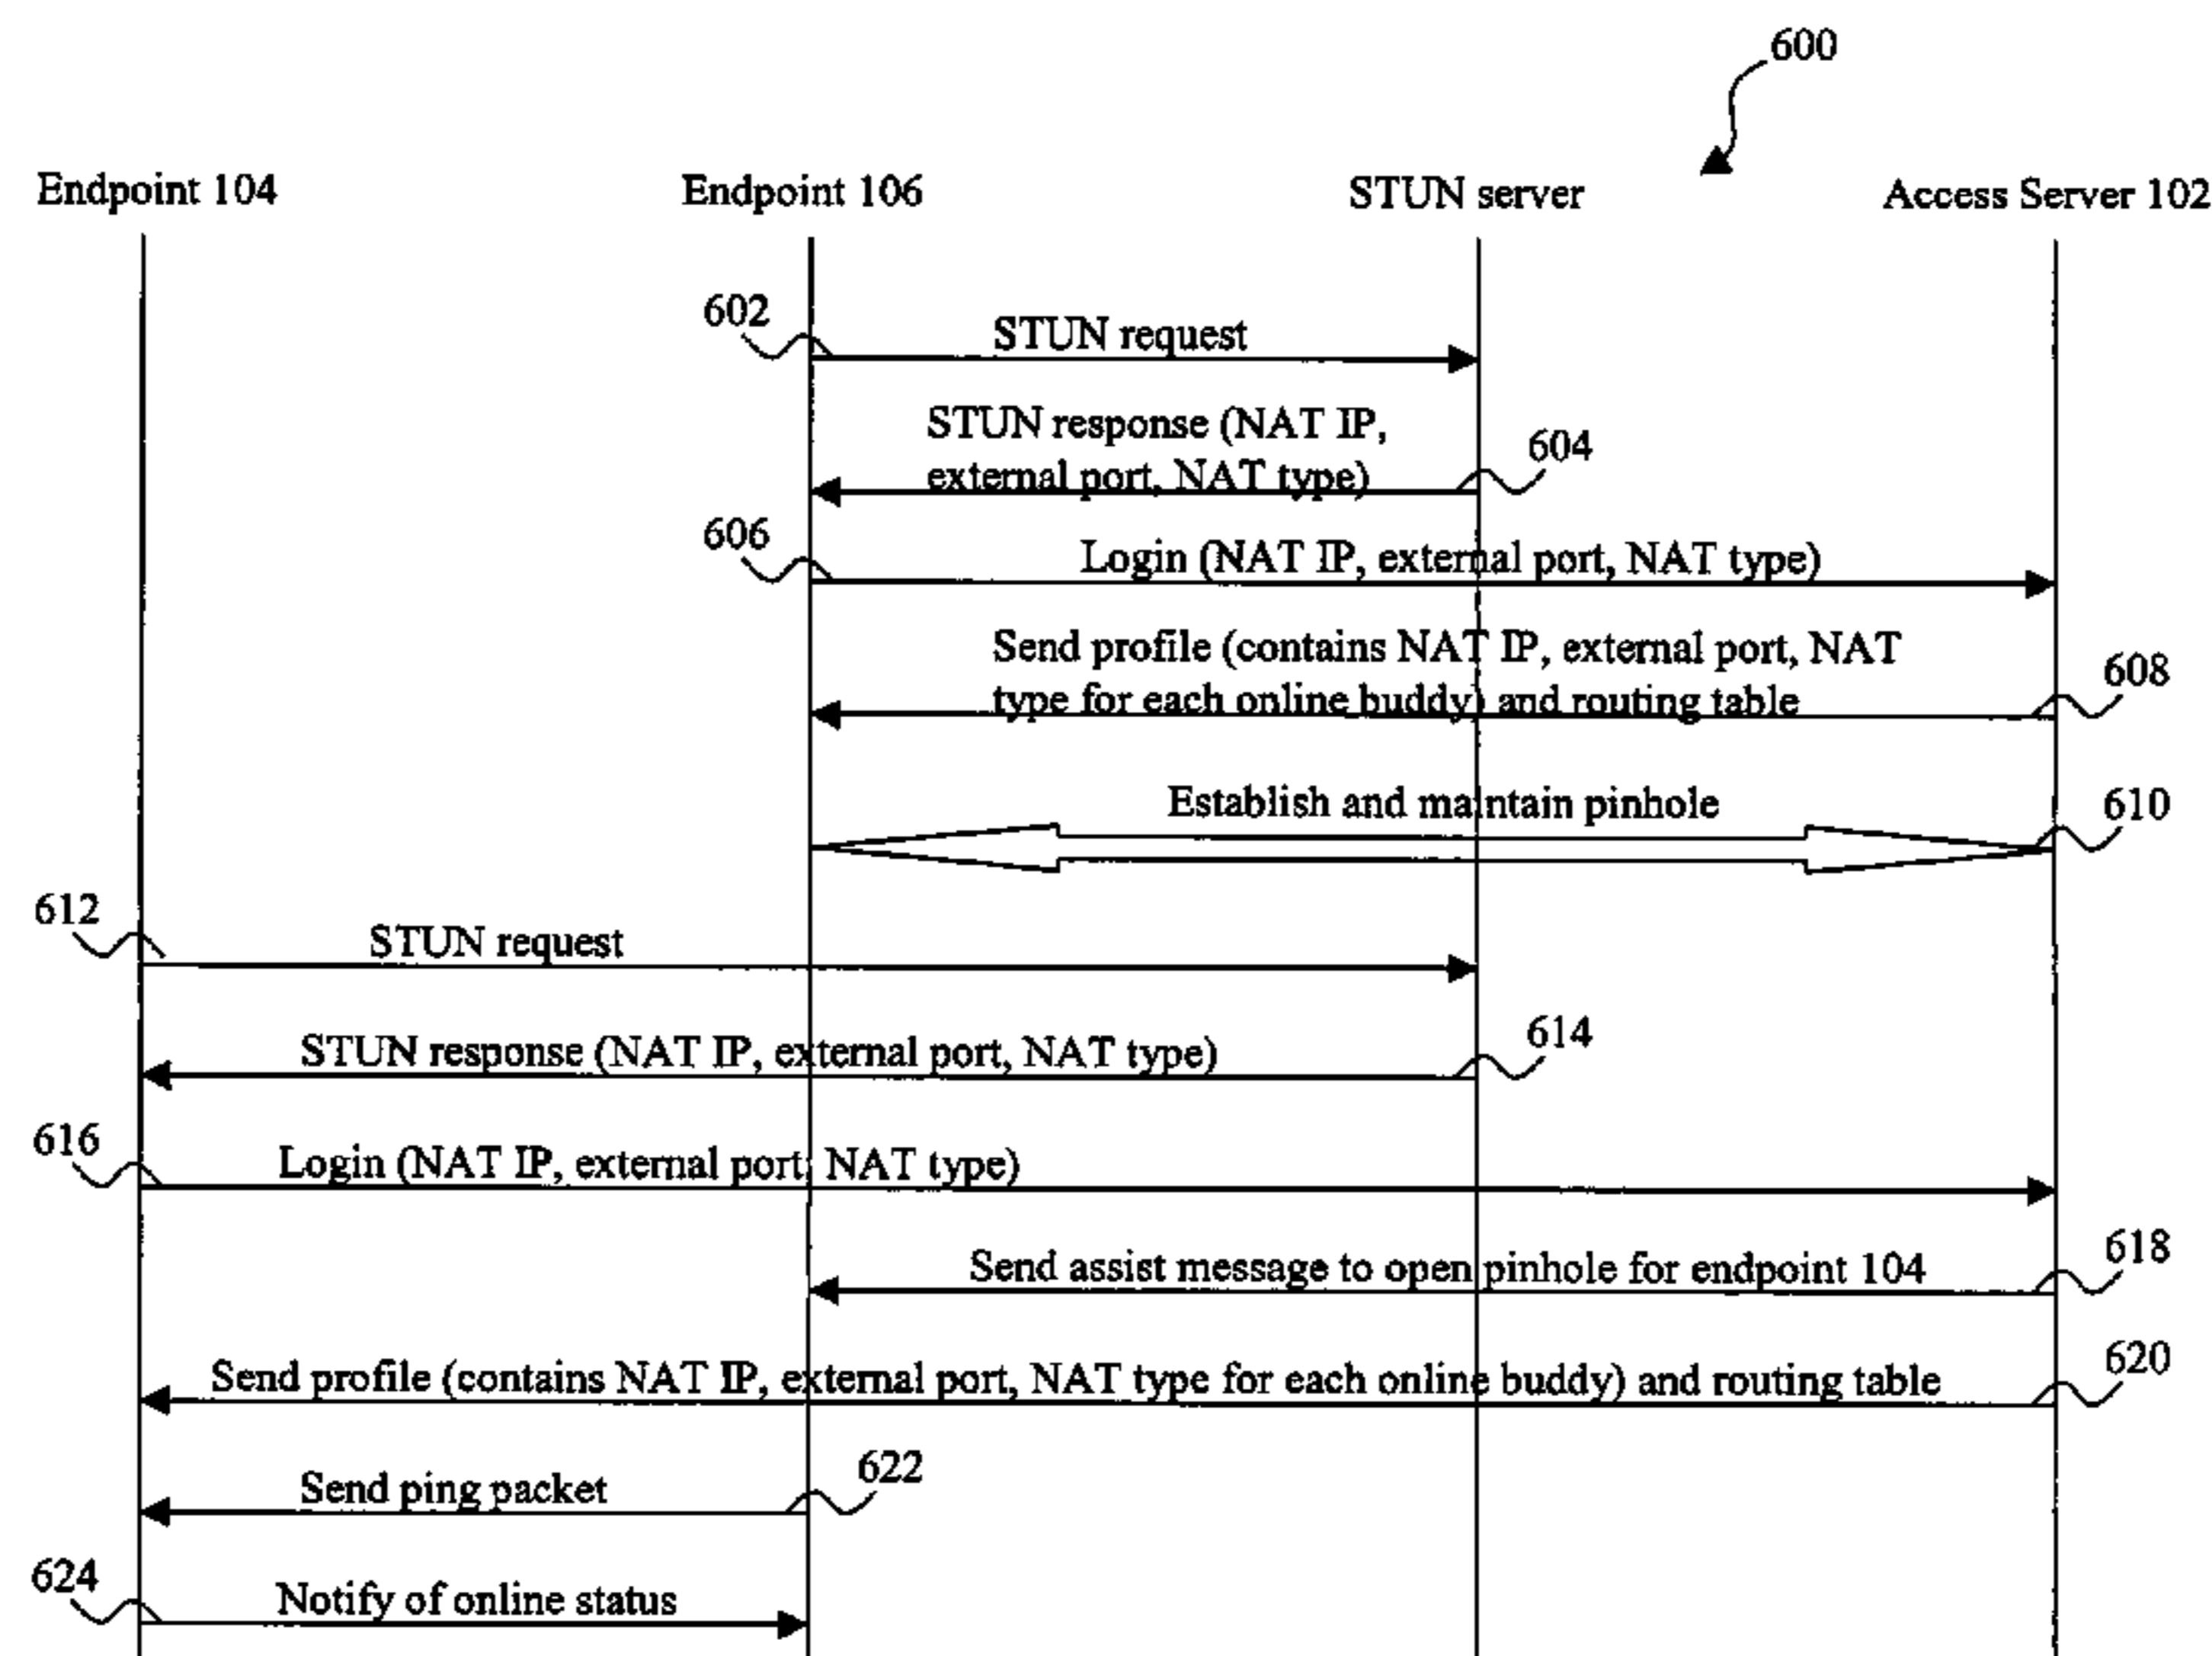 600
Endpoint 104
Endpoint 106
STUN server
Access Server 102
602
STUN request
STUN response (NAT IP,
external port, NAT type)
604
606
Login (NAT IP, external port, NAT type)
Send profile (contains NAT IP, external port, NAT
type for each online buddy) and routing table
608
Establish and maintain pinhole
610
612
STUN request
STUN response (NAT IP, external port, NAT type)
614
616
Login (NAT IP, external port, NAT type)
Send assist message to open pinhole for endpoint 104
618
Send profile (contains NAT IP, external port, NAT type for each online buddy) and routing table
620
Send ping packet
622
624
Notify of online status